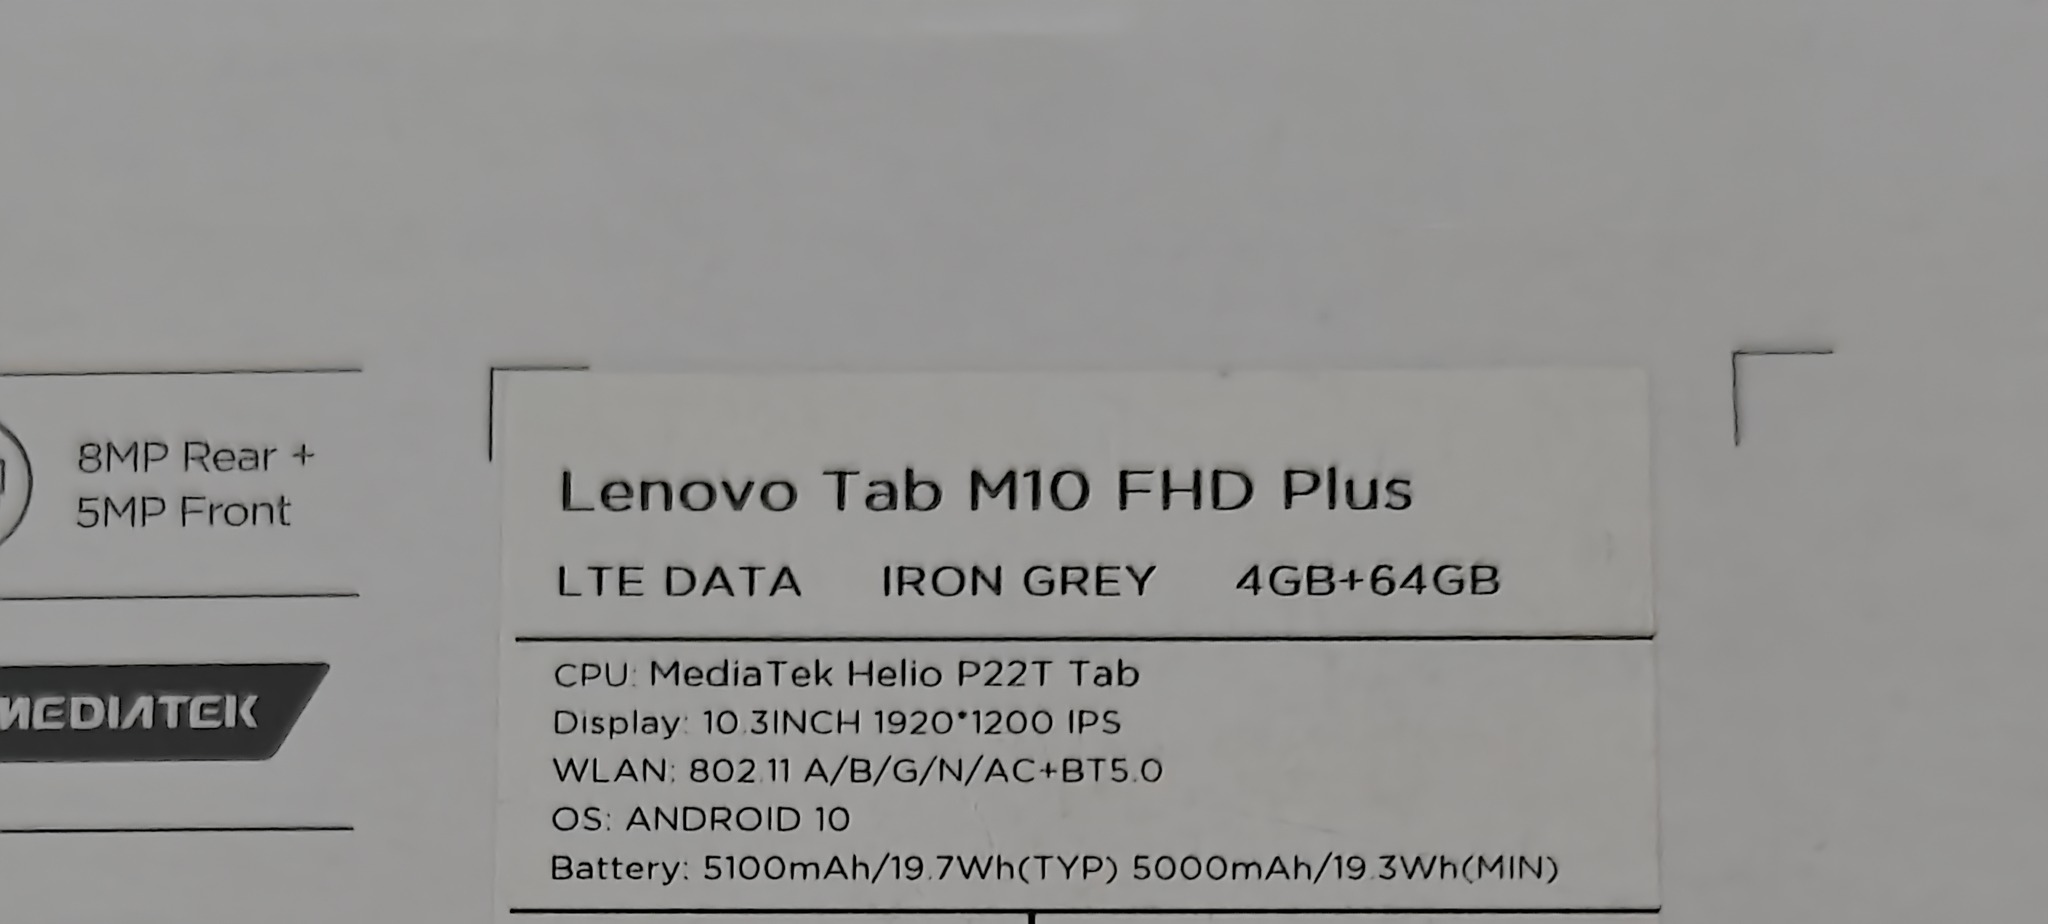 8MP Rear +
5MP Front
MEDIATEK
Lenovo Tab M10 FHD Plus
LTE DATA IRON GREY 4GB+64GB
CPU: MediaTek Helio P22T Tab
Display: 10.3INCH 1920*1200 IPS
WLAN: 802.11 A/B/G/N/AC+BT5.0
OS: ANDROID 10
Battery: 5100mAh/19.7Wh(TYP) 5000mAh/19.3Wh(MIN)